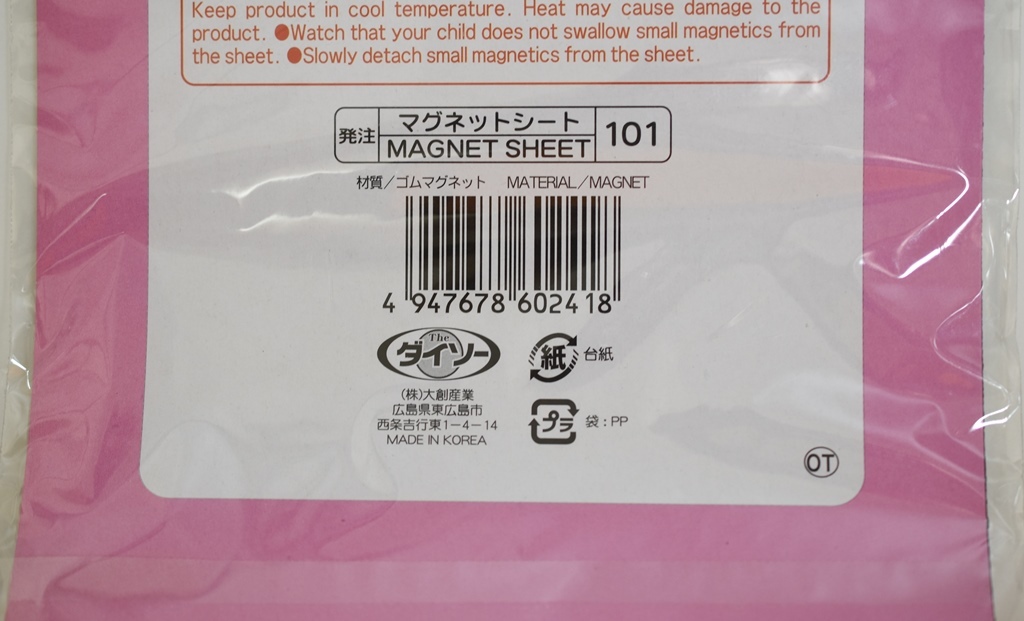 Keep product in cool temperature. Heat may cause damage to the
product. ●Watch that your child does not swallow small magnetics from
the sheet. ●Slowly detach small magnetics from the sheet.
発注 マグネットシート 101
MAGNET SHEET
材質/ゴムマグネット MATERIAL/MAGNET
4 947678 602418
The
ダイソー
紙 台紙
(株)大創産業
広島県東広島市
西条吉行東1-4-14
MADE IN KOREA
プラ 袋:PP
OT